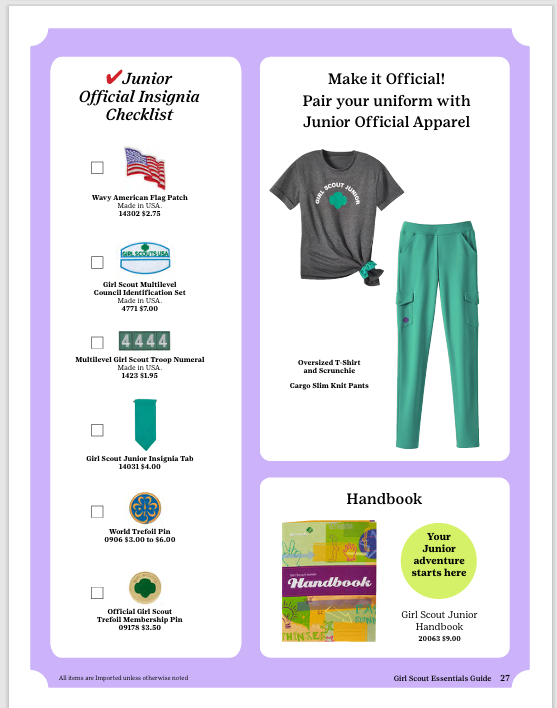 ✔Junior
Official Insignia
Checklist
GIRL SCOUTS USA
Wavy American Flag Patch
Made in USA.
14302 $2.75
Girl Scout Multilevel
Council Identification Set
Made in USA.
4771 $7.00
4 4 4 4
Multilevel Girl Scout Troop Numeral
Made in USA.
1423 $1.95
Girl Scout Junior Insignia Tab
14031 $4.00
World Trefoil Pin
0906 $3.00 to $6.00
Official Girl Scout
Trefoil Membership Pin
09178 $3.50
Make it Official!
Pair your uniform with
Junior Official Apparel
GIRL SCOUT JUNIOR
Oversized T-Shirt
and Scrunchie
Cargo Slim Knit Pants
Handbook
Handbook
Your
Junior
adventure
starts here
Girl Scout Junior
Handbook
20063 $9.00
All items are Imported unless otherwise noted
Girl Scout Essentials Guide 27